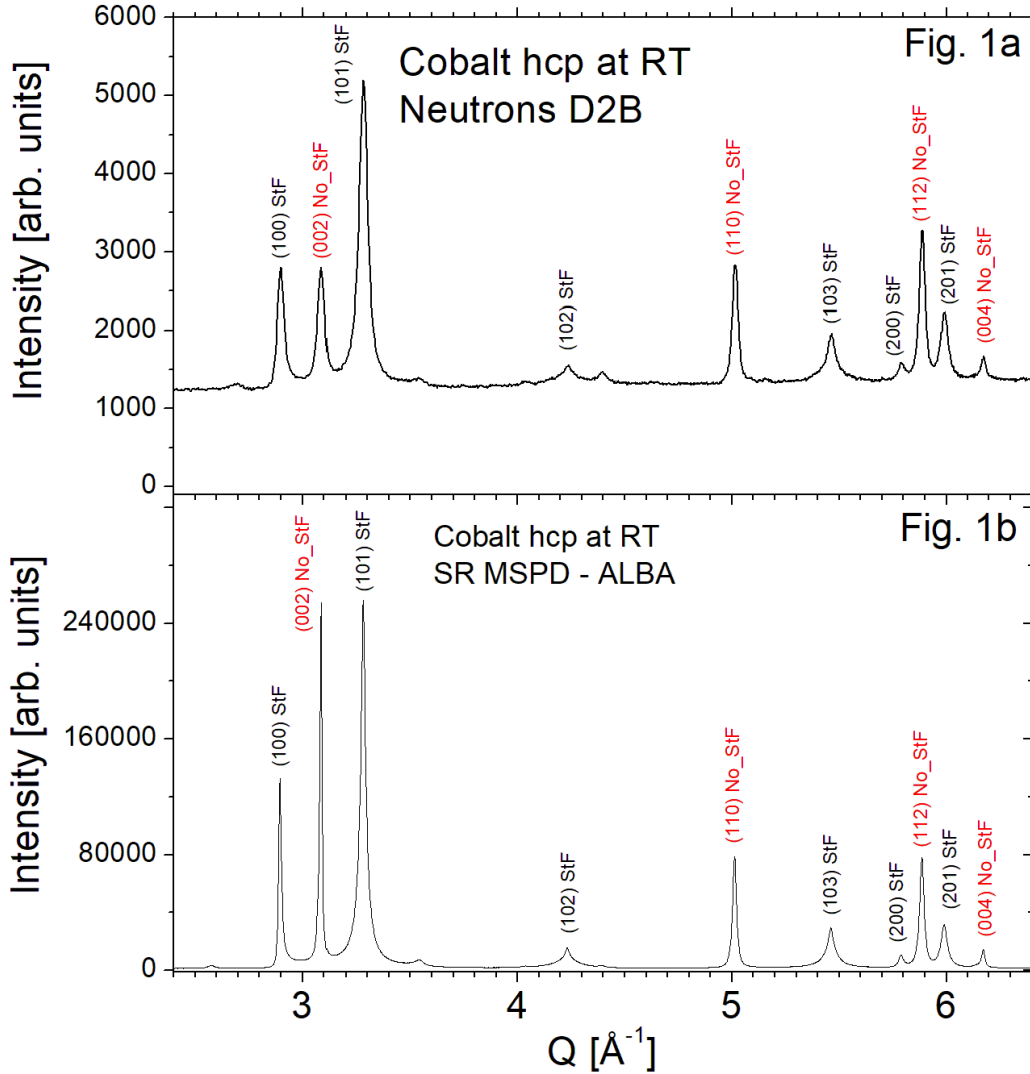 Fig. 1a
Cobalt hcp at RT
Neutrons D2B
Intensity [arb. units]
6000
5000
4000
3000
2000
1000
0
(100) StF
(002) No_StF
(101) StF
(102) StF
(110) No_StF
(103) StF
(200) StF
(112) No_StF
(201) StF
(004) No_StF
Fig. 1b
Cobalt hcp at RT
SR MSPD - ALBA
Intensity [arb. units]
240000
160000
80000
0
(100) StF
(002) No_StF
(101) StF
(102) StF
(110) No_StF
(103) StF
(200) StF
(112) No_StF
(201) StF
(004) No_StF
3 4 5 6
Q [Å⁻¹]